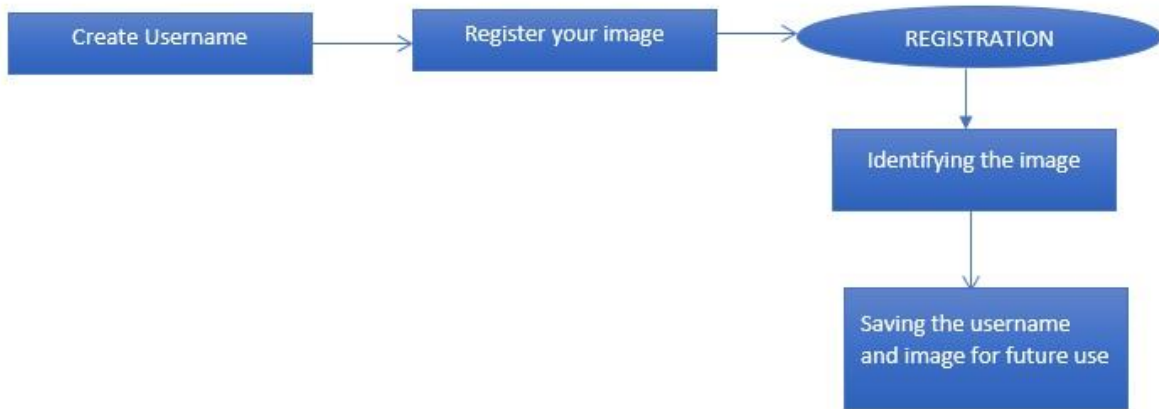 Create Username
Register your image
REGISTRATION
Identifying the image
Saving the username
and image for future use